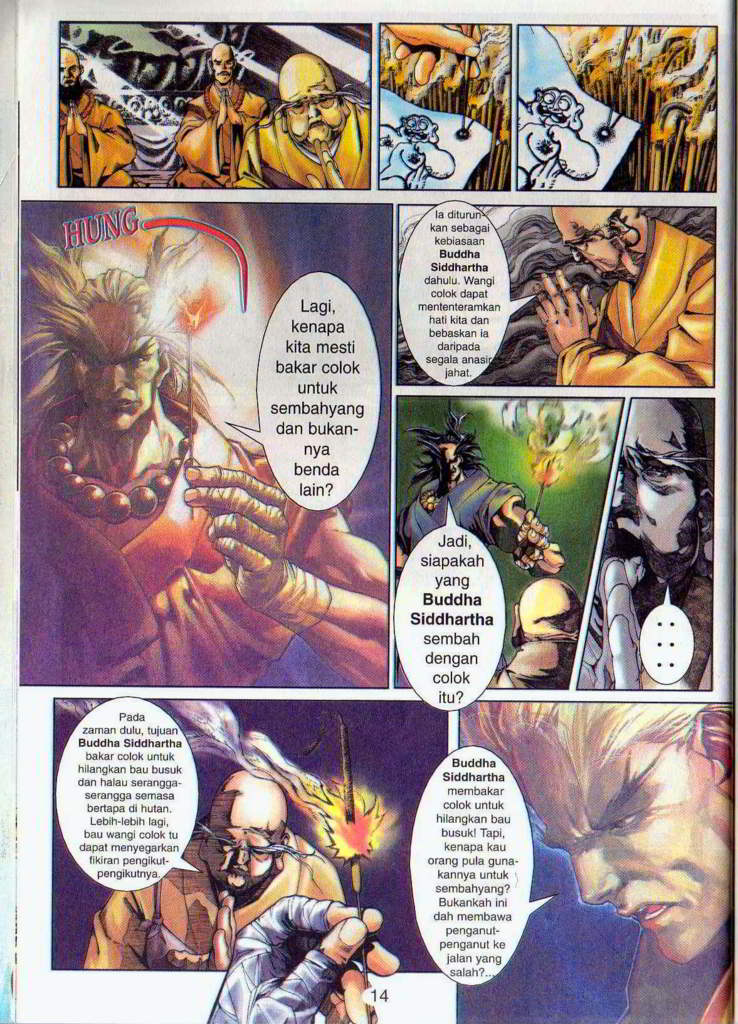 HUNG
Lagi,
kenapa
kita mesti
bakar colok
untuk
sembahyang
dan bukan-
nya
benda
lain?
Ia diturun-
kan sebagai
kebiasaan
Buddha
Siddhartha
dahulu. Wangi
colok dapat
mententeramkan
hati kita dan
bebaskan ia
daripada
segala anasir
jahat.
Jadi,
siapakah
yang
Buddha
Siddhartha
sembah
dengan
colok
itu?
: : :
Pada
zaman dulu, tujuan
Buddha Siddhartha
bakar colok untuk
hilangkan bau busuk
dan halau serangga-
serangga semasa
bertapa di hutan.
Lebih-lebih lagi,
bau wangi colok tu
dapat menyegarkan
fikiran pengikut-
pengikutnya.
Buddha
Siddhartha
membakar
colok untuk
hilangkan bau
busuk! Tapi,
kenapa kau
orang pula guna-
kannya untuk
sembahyang?
Bukankah ini
dah membawa
penganut-
penganut ke
jalan yang
salah?...
14